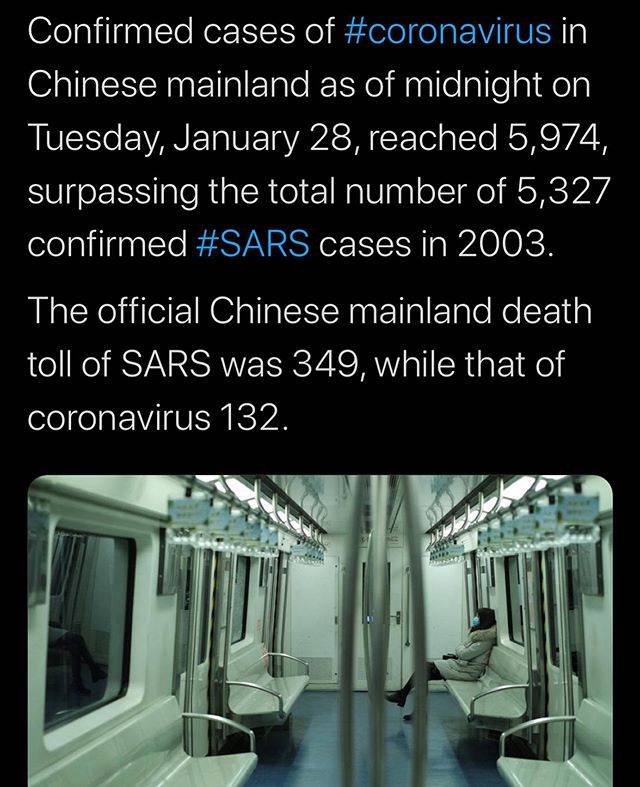 Confirmed cases of #coronavirus in
Chinese mainland as of midnight on
Tuesday, January 28, reached 5,974,
surpassing the total number of 5,327
confirmed #SARS cases in 2003.
The official Chinese mainland death
toll of SARS was 349, while that of
coronavirus 132.